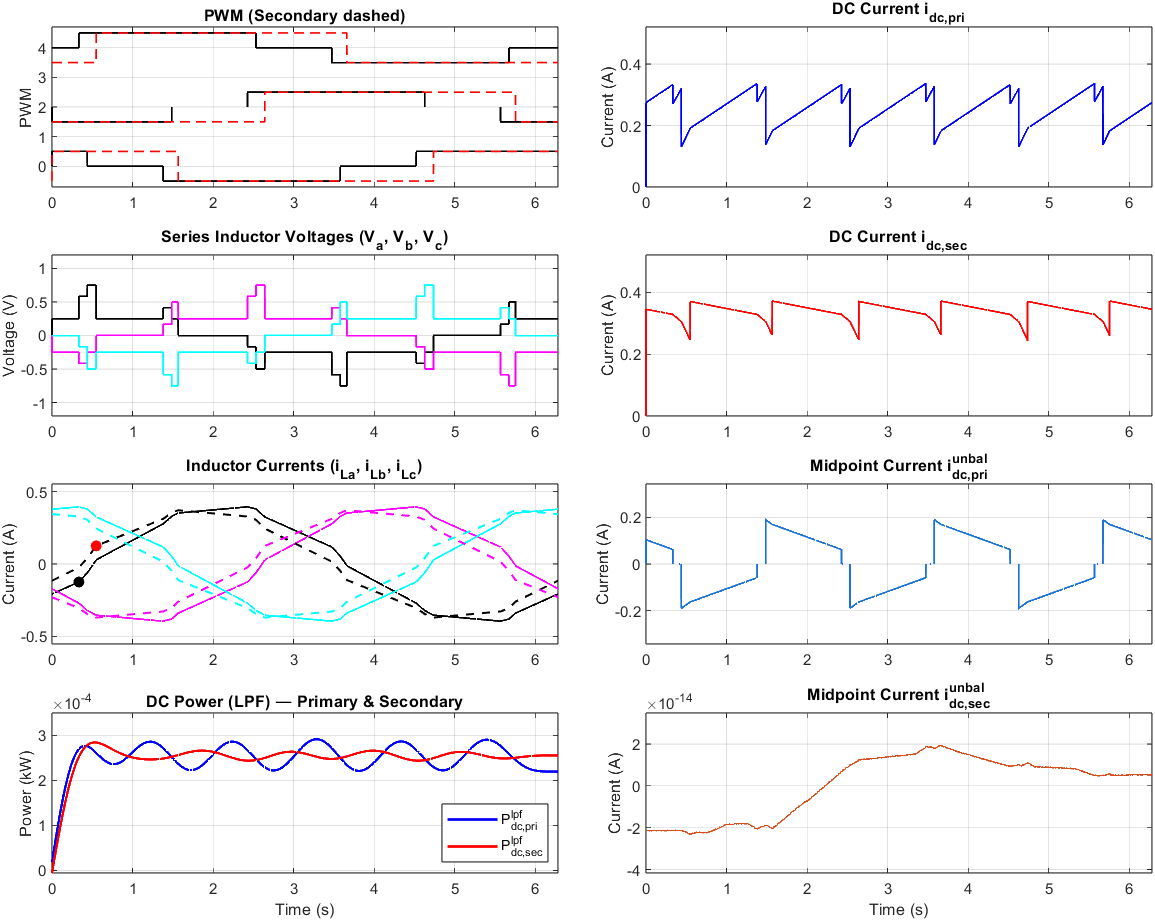 PWM (Secondary dashed)
PWM
4
3
2
1
0
0 1 2 3 4 5 6
DC Current i_dc,pri
Current (A)
0.4
0.2
0
0 1 2 3 4 5 6
Series Inductor Voltages (V_a, V_b, V_c)
Voltage (V)
1
0.5
0
-0.5
-1
0 1 2 3 4 5 6
DC Current i_dc,sec
Current (A)
0.4
0.2
0
0 1 2 3 4 5 6
Inductor Currents (i_La, i_Lb, i_Lc)
Current (A)
0.5
0
-0.5
0 1 2 3 4 5 6
Midpoint Current i^unbal_dc,pri
Current (A)
0.2
0
-0.2
0 1 2 3 4 5 6
DC Power (LPF) — Primary & Secondary
×10^-4
Power (kW)
3
2
1
0
P^lpf_dc,pri
P^lpf_dc,sec
0 1 2 3 4 5 6
Time (s)
Midpoint Current i^unbal_dc,sec
×10^-14
Current (A)
2
0
-2
-4
0 1 2 3 4 5 6
Time (s)